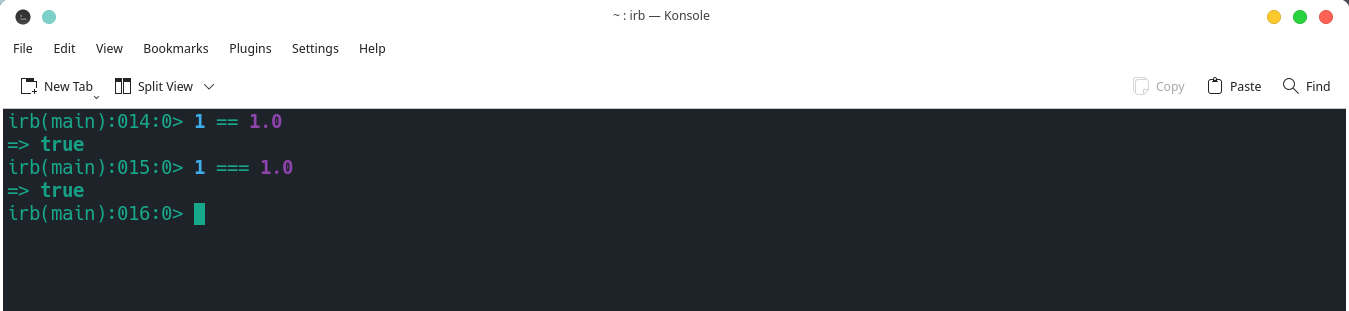 ~ : irb — Konsole
File Edit View Bookmarks Plugins Settings Help
New Tab Split View Copy Paste Find
irb(main):014:0> 1 == 1.0
=> true
irb(main):015:0> 1 === 1.0
=> true
irb(main):016:0>